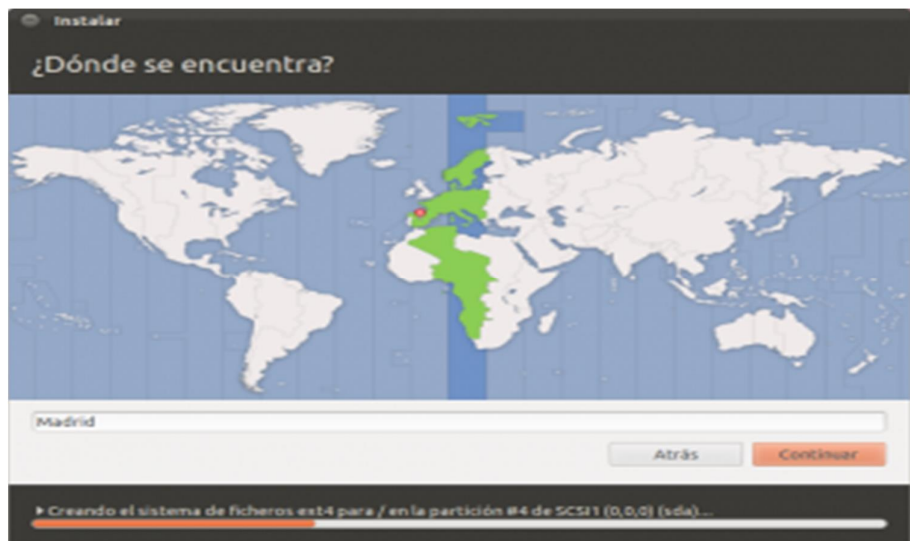 Instalar
¿Dónde se encuentra?
Madrid
Atrás
Continuar
Creando el sistema de ficheros ext4 para / en la partición #4 de SCSI1 (0,0,0) (sda)...